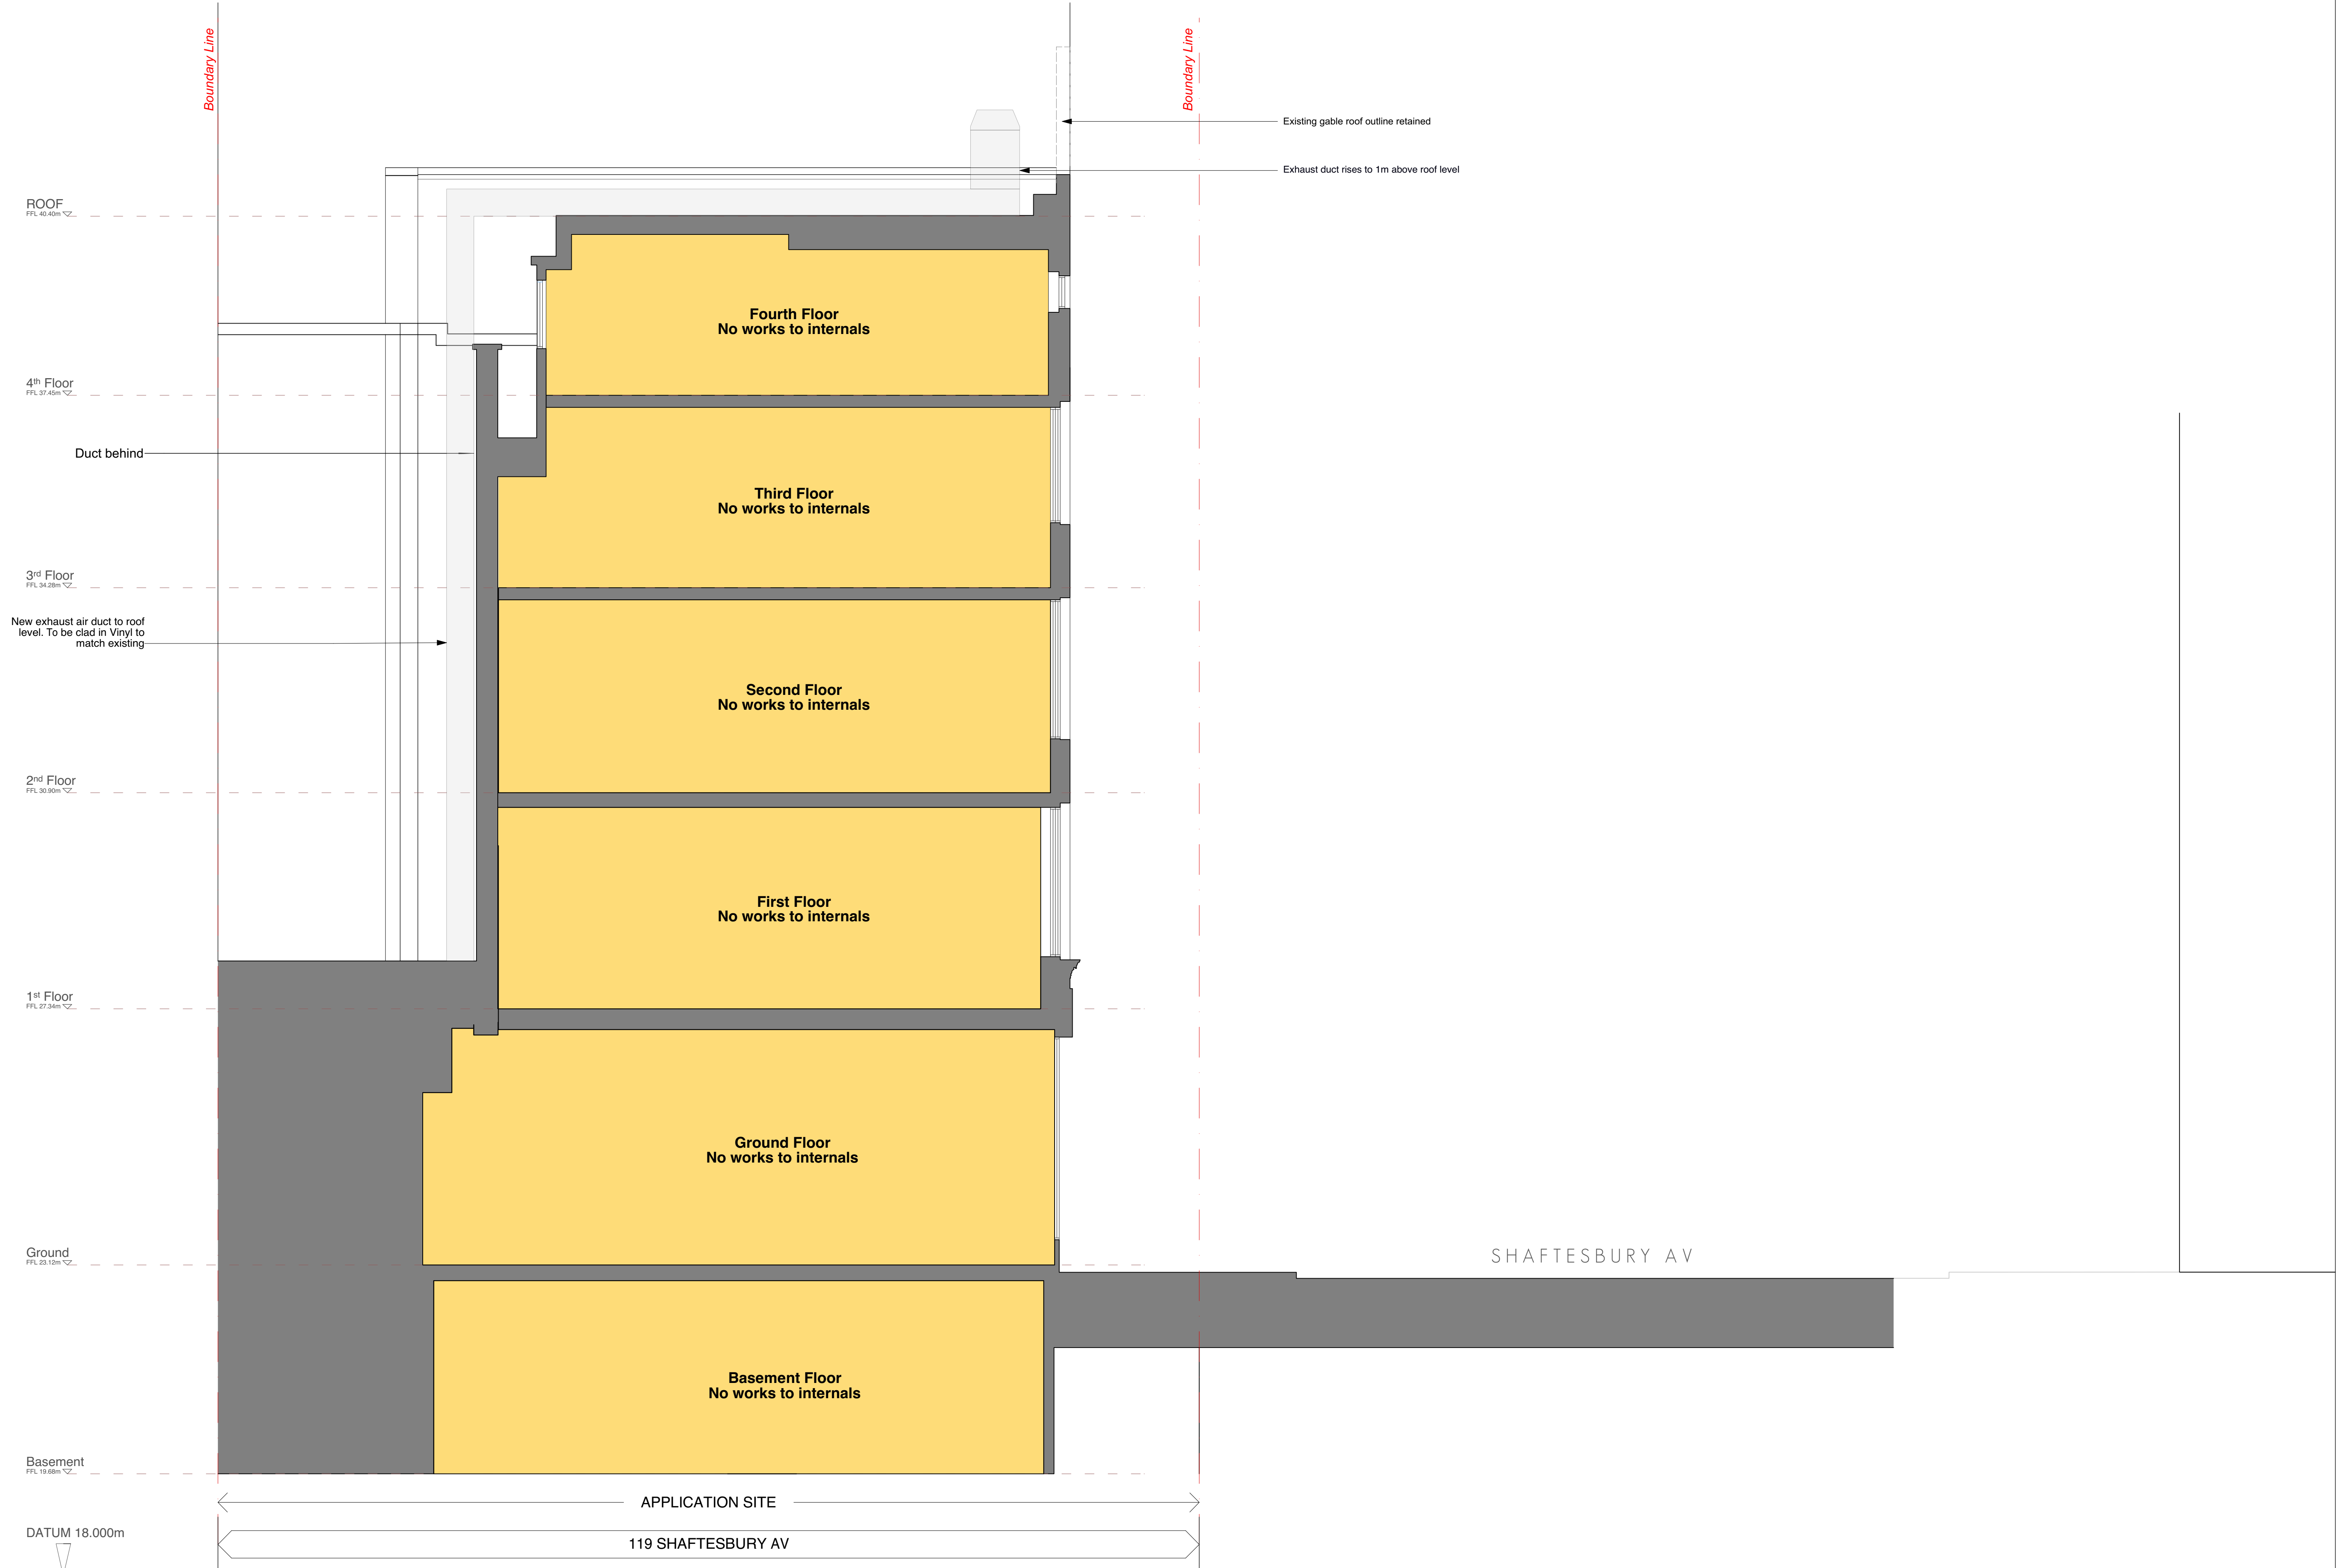 Boundary Line
Boundary Line
Existing gable roof outline retained
Exhaust duct rises to 1m above roof level
ROOF
FFL 40.40m
Fourth Floor
No works to internals
4th Floor
FFL 37.45m
Duct behind
Third Floor
No works to internals
3rd Floor
FFL 34.28m
New exhaust air duct to roof
level. To be clad in Vinyl to
match existing
Second Floor
No works to internals
2nd Floor
FFL 30.90m
First Floor
No works to internals
1st Floor
FFL 27.34m
Ground Floor
No works to internals
Ground
FFL 23.12m
SHAFTESBURY AV
Basement Floor
No works to internals
Basement
FFL 19.68m
APPLICATION SITE
DATUM 18.000m
119 SHAFTESBURY AV